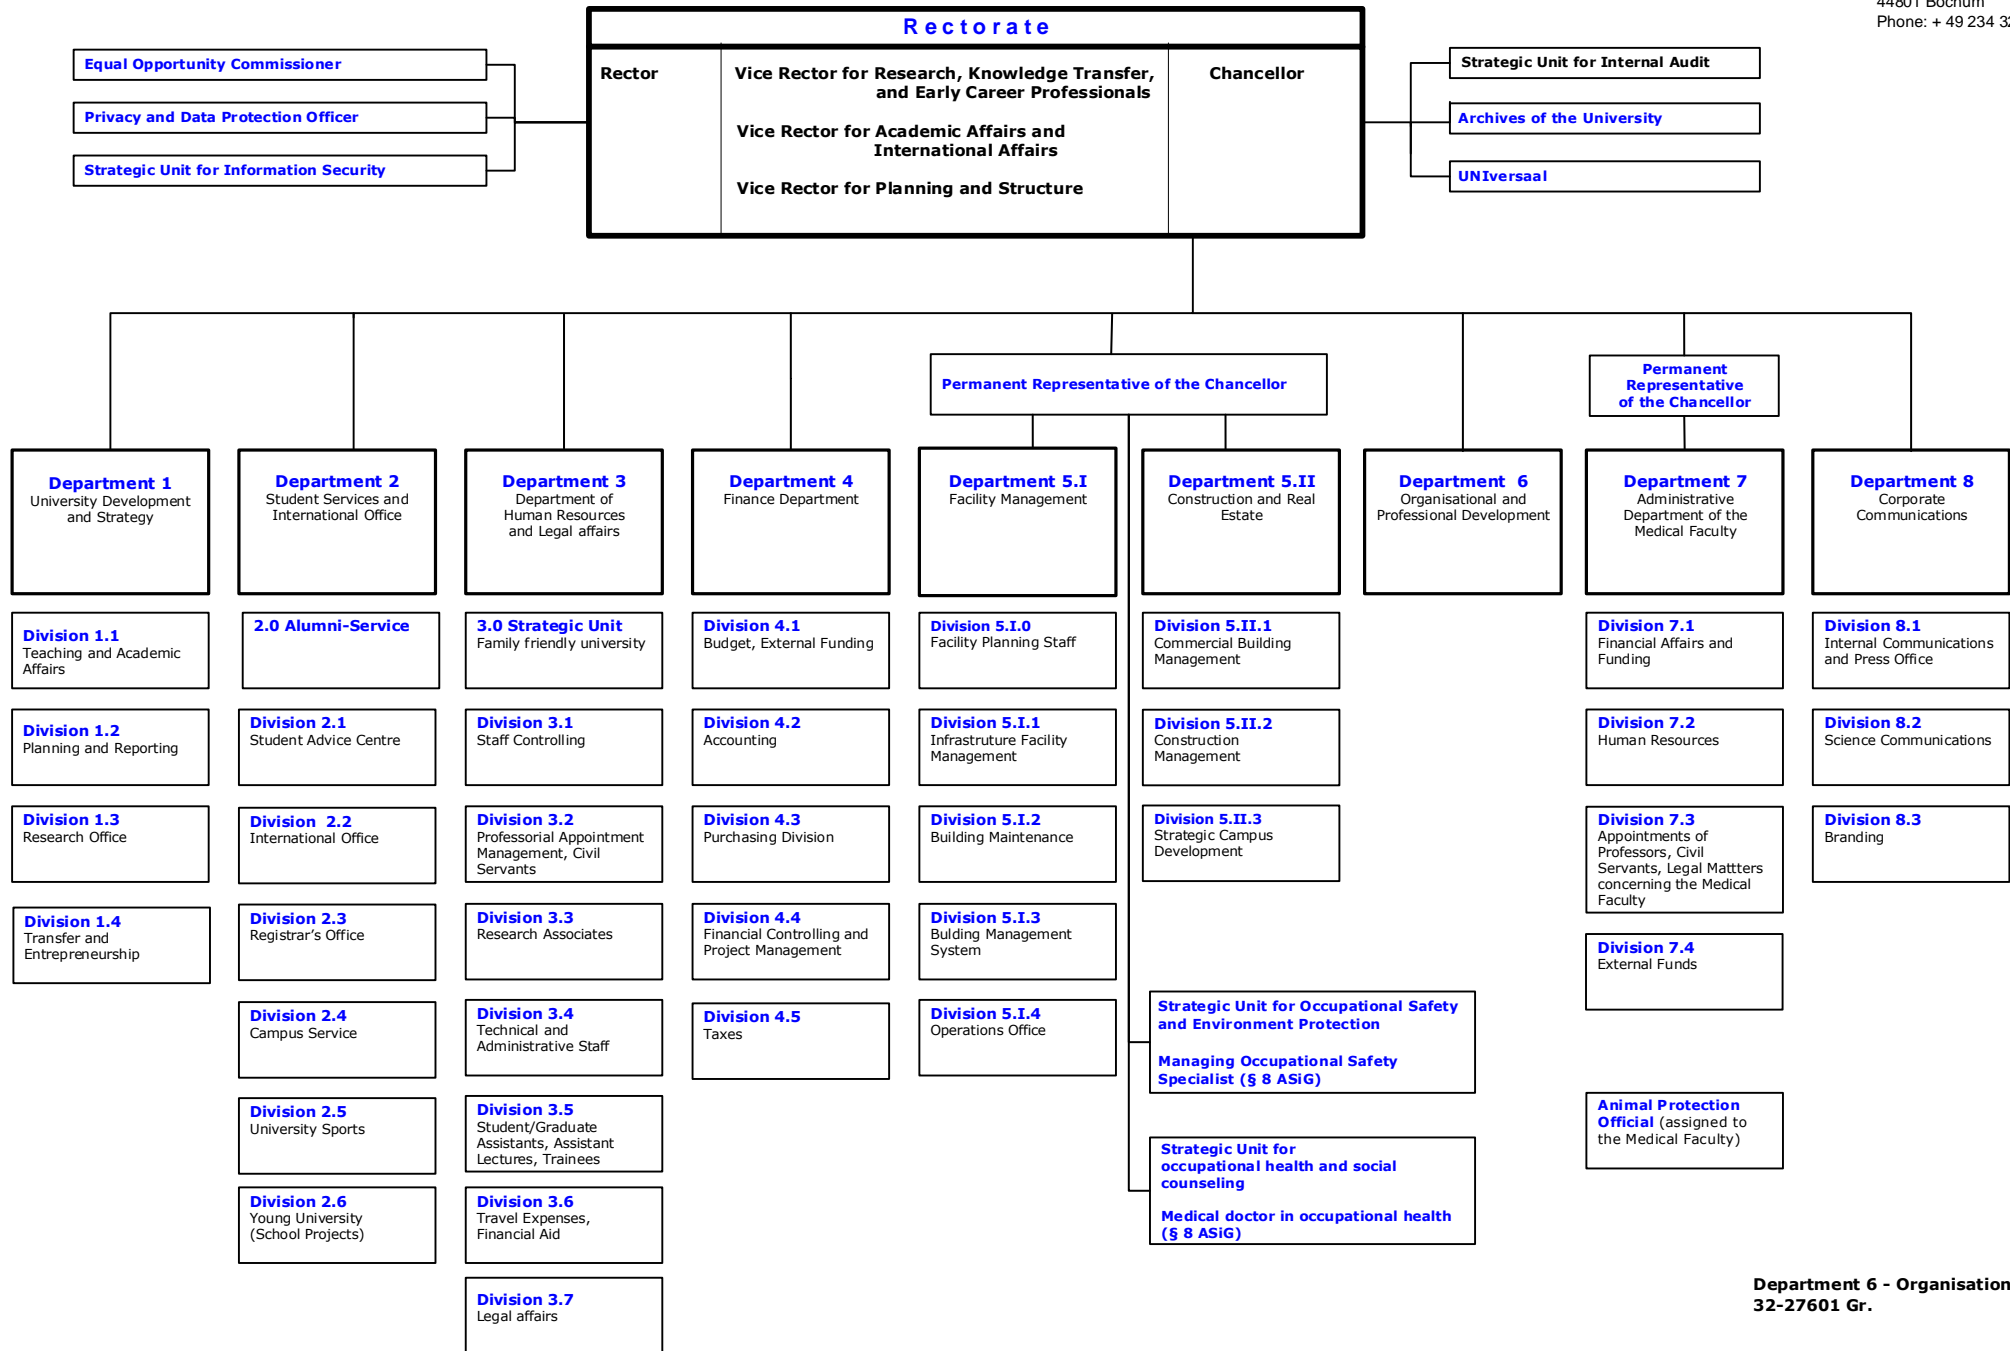 44801 Bochum
Phone: + 49 234 32
Rectorate
Equal Opportunity Commissioner
Privacy and Data Protection Officer
Strategic Unit for Information Security
Rector
Vice Rector for Research, Knowledge Transfer,
and Early Career Professionals
Vice Rector for Academic Affairs and
International Affairs
Vice Rector for Planning and Structure
Chancellor
Strategic Unit for Internal Audit
Archives of the University
UNIversaal
Permanent Representative of the Chancellor
Permanent
Representative
of the Chancellor
Department 1
University Development
and Strategy
Department 2
Student Services and
International Office
Department 3
Department of
Human Resources
and Legal affairs
Department 4
Finance Department
Department 5.I
Facility Management
Department 5.II
Construction and Real
Estate
Department 6
Organisational and
Professional Development
Department 7
Administrative
Department of the
Medical Faculty
Department 8
Corporate
Communications
Division 1.1
Teaching and Academic
Affairs
Division 1.2
Planning and Reporting
Division 1.3
Research Office
Division 1.4
Transfer and
Entrepreneurship
2.0 Alumni-Service
Division 2.1
Student Advice Centre
Division 2.2
International Office
Division 2.3
Registrar's Office
Division 2.4
Campus Service
Division 2.5
University Sports
Division 2.6
Young University
(School Projects)
3.0 Strategic Unit
Family friendly university
Division 3.1
Staff Controlling
Division 3.2
Professorial Appointment
Management, Civil
Servants
Division 3.3
Research Associates
Division 3.4
Technical and
Administrative Staff
Division 3.5
Student/Graduate
Assistants, Assistant
Lectures, Trainees
Division 3.6
Travel Expenses,
Financial Aid
Division 3.7
Legal affairs
Division 4.1
Budget, External Funding
Division 4.2
Accounting
Division 4.3
Purchasing Division
Division 4.4
Financial Controlling and
Project Management
Division 4.5
Taxes
Division 5.I.0
Facility Planning Staff
Division 5.I.1
Infrastruture Facility
Management
Division 5.I.2
Building Maintenance
Division 5.I.3
Bulding Management
System
Division 5.I.4
Operations Office
Division 5.II.1
Commercial Building
Management
Division 5.II.2
Construction
Management
Division 5.II.3
Strategic Campus
Development
Strategic Unit for Occupational Safety
and Environment Protection
Managing Occupational Safety
Specialist (§ 8 ASiG)
Strategic Unit for
occupational health and social
counseling
Medical doctor in occupational health
(§ 8 ASiG)
Division 7.1
Financial Affairs and
Funding
Division 7.2
Human Resources
Division 7.3
Appointments of
Professors, Civil
Servants, Legal Mattters
concerning the Medical
Faculty
Division 7.4
External Funds
Animal Protection
Official (assigned to
the Medical Faculty)
Division 8.1
Internal Communications
and Press Office
Division 8.2
Science Communications
Division 8.3
Branding
Department 6 - Organisation
32-27601 Gr.